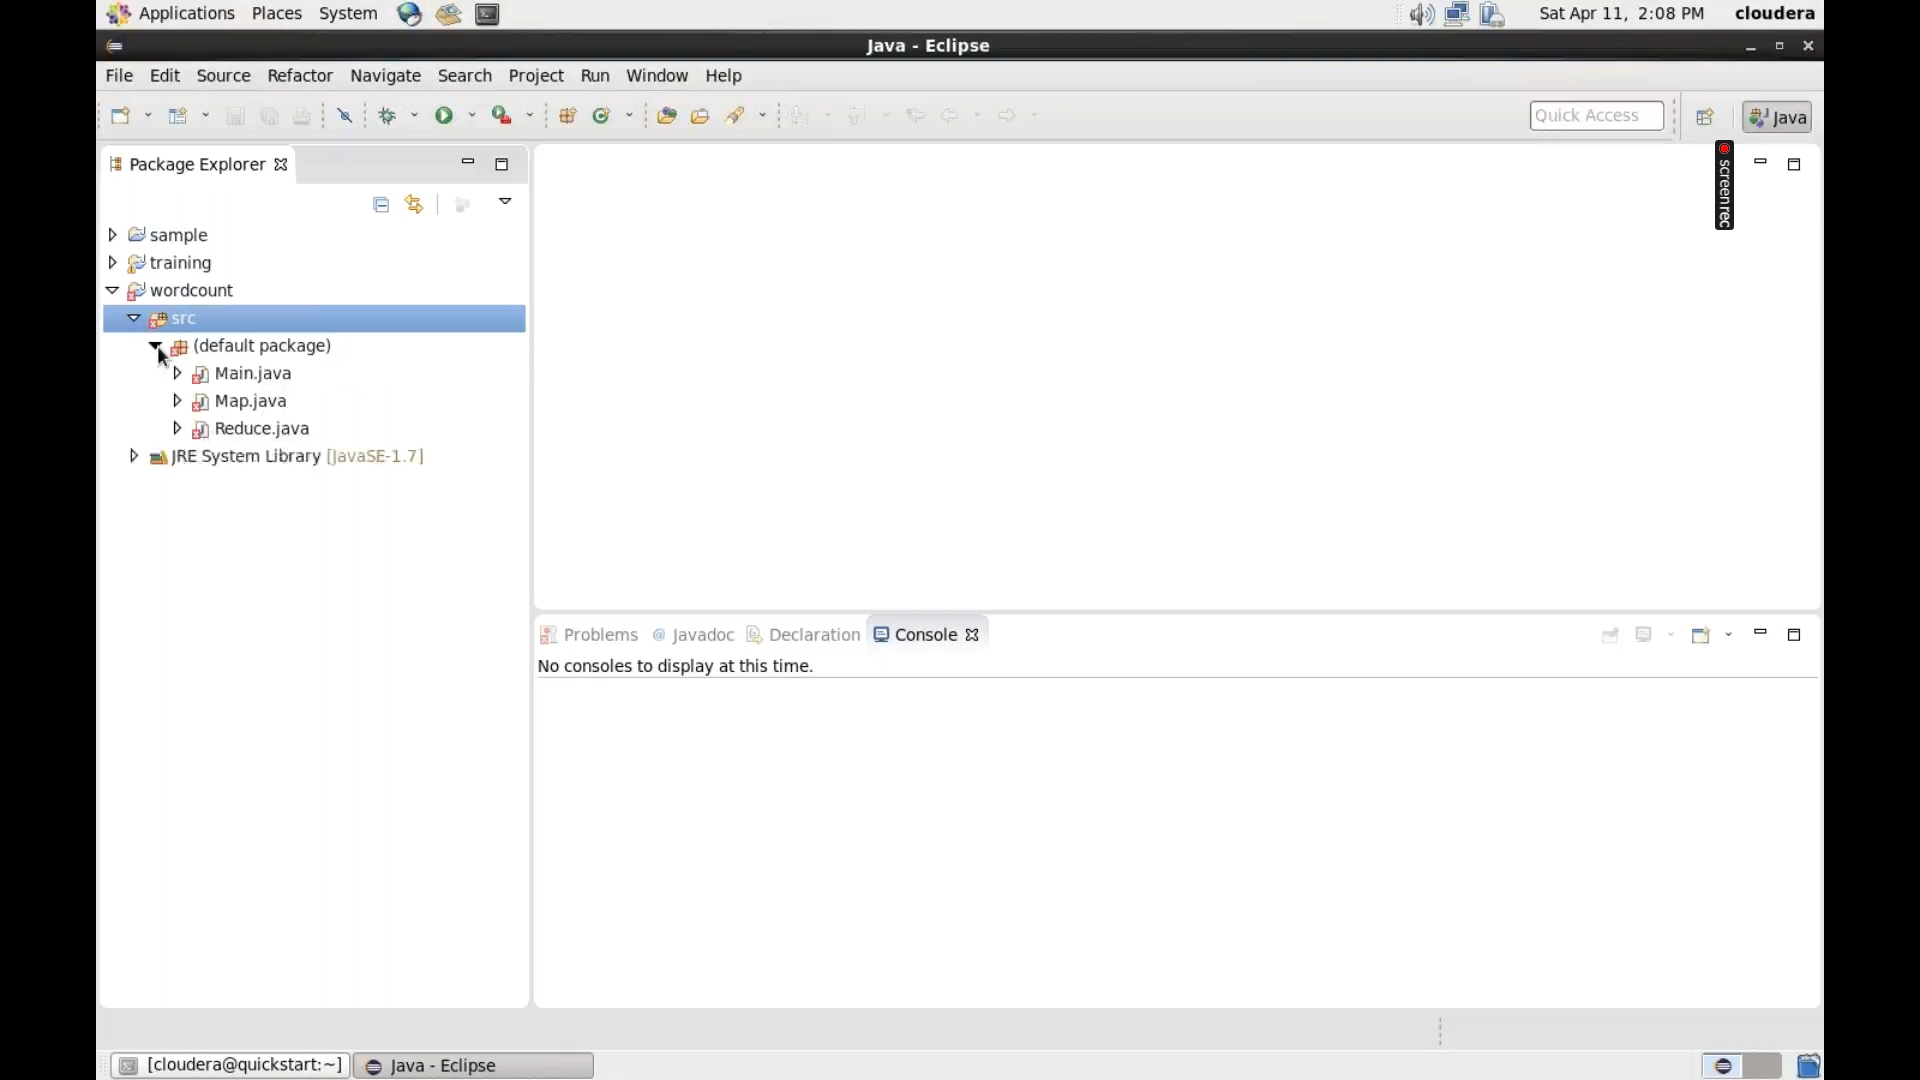 Applications Places System Sat Apr 11, 2:08 PM cloudera
Java - Eclipse
File Edit Source Refactor Navigate Search Project Run Window Help
Quick Access Java
Package Explorer
screenrec
sample
training
wordcount
src
(default package)
Main.java
Map.java
Reduce.java
JRE System Library [JavaSE-1.7]
Problems @ Javadoc Declaration Console
No consoles to display at this time.
[cloudera@quickstart:~] Java - Eclipse